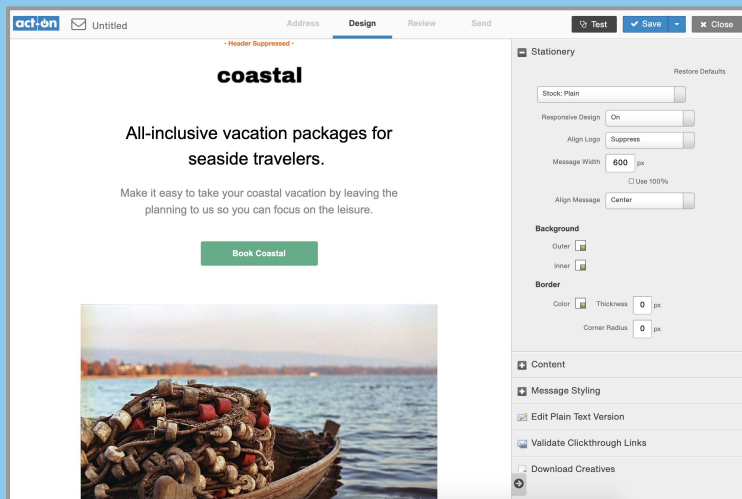 act-on Untitled Address Design Review Send Test Save Close
- Header Suppressed -
coastal
All-inclusive vacation packages for
seaside travelers.
Make it easy to take your coastal vacation by leaving the
planning to us so you can focus on the leisure.
Book Coastal
Stationery
Restore Defaults
Stock: Plain
Responsive Design On
Align Logo Suppress
Message Width 600 px
Use 100%
Align Message Center
Background
Outer
Inner
Border
Color Thickness 0 px
Corner Radius 0 px
Content
Message Styling
Edit Plain Text Version
Validate Clickthrough Links
Download Creatives